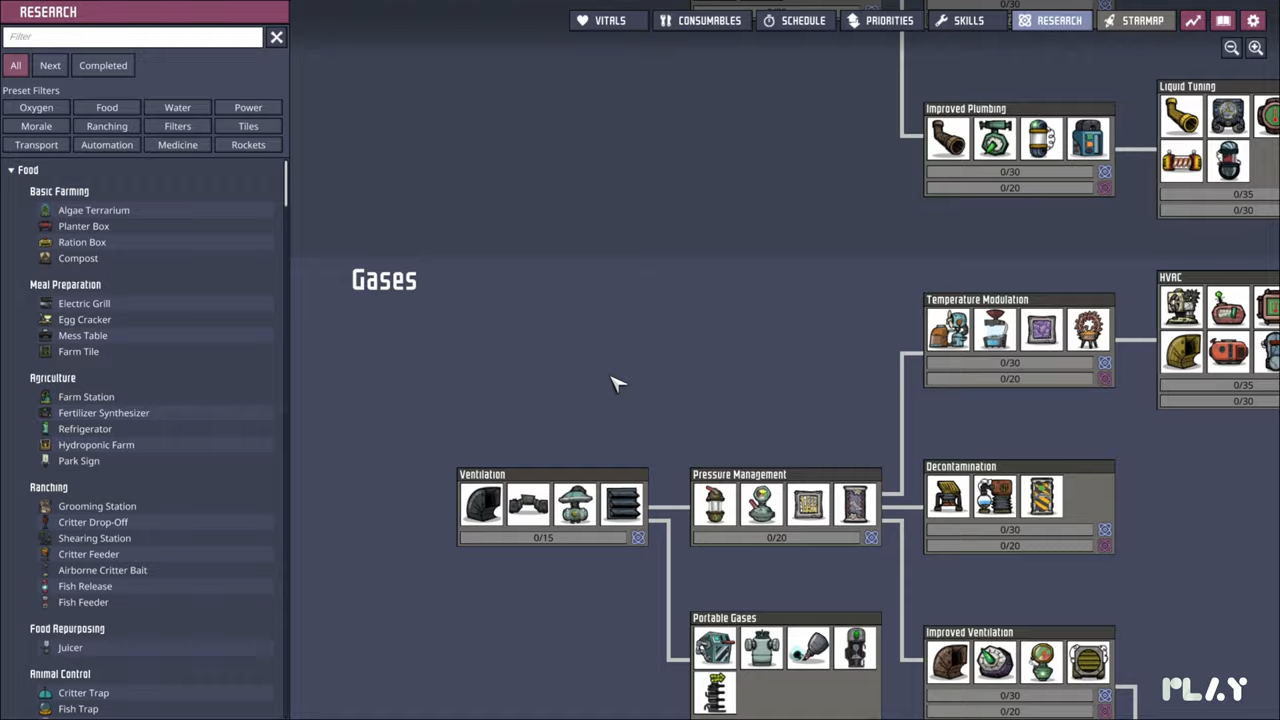 RESEARCH
VITALS
CONSUMABLES
SCHEDULE
PRIORITIES
SKILLS
RESEARCH
STARMAP
Filter
All
Next
Completed
Preset Filters
Oxygen
Food
Water
Power
Morale
Ranching
Filters
Tiles
Transport
Automation
Medicine
Rockets
Food
Basic Farming
Algae Terrarium
Planter Box
Ration Box
Compost
Meal Preparation
Electric Grill
Egg Cracker
Mess Table
Farm Tile
Agriculture
Farm Station
Fertilizer Synthesizer
Refrigerator
Hydroponic Farm
Park Sign
Ranching
Grooming Station
Critter Drop-Off
Shearing Station
Critter Feeder
Airborne Critter Bait
Fish Release
Fish Feeder
Food Repurposing
Juicer
Animal Control
Critter Trap
Fish Trap
Liquid Tuning
0/35
0/30
Improved Plumbing
0/30
0/20
Gases
HVAC
0/35
0/30
Temperature Modulation
0/30
0/20
Ventilation
0/15
Pressure Management
0/20
Decontamination
0/30
0/20
Portable Gases
Improved Ventilation
0/30
0/20
PLAY